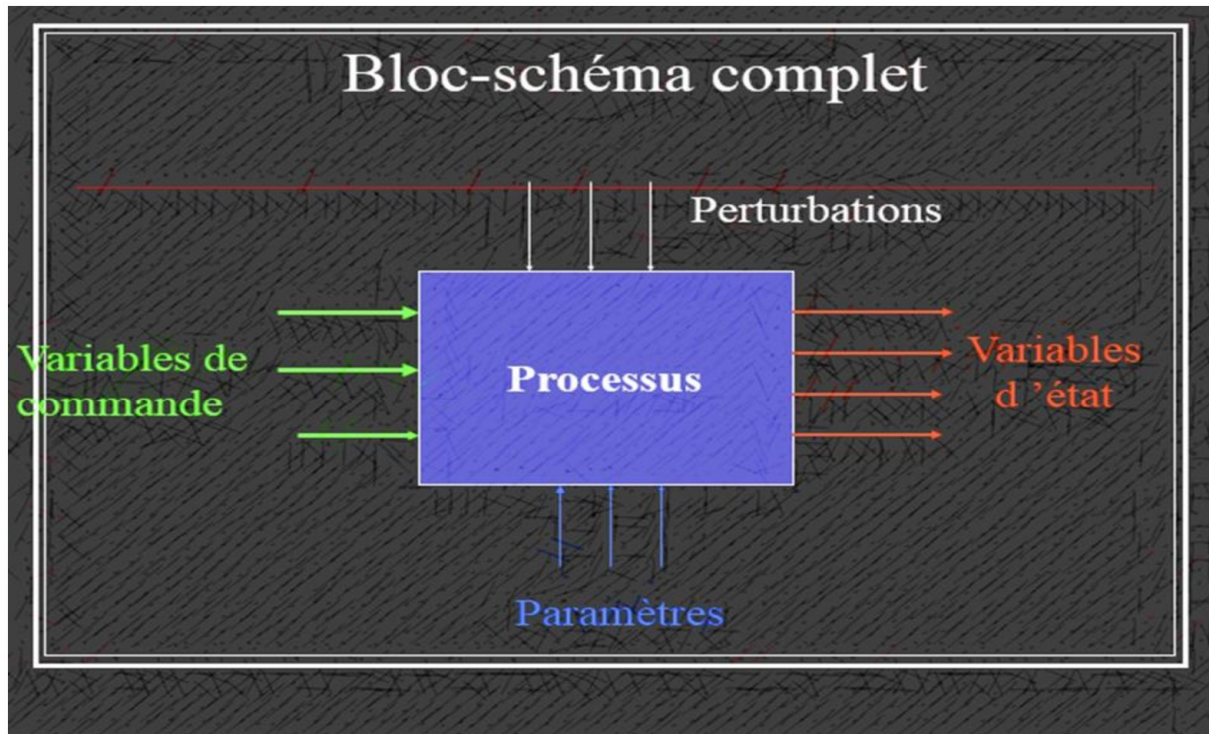 Bloc-schéma complet
Perturbations
Variables de
commande
Processus
Variables
d ’état
Paramètres